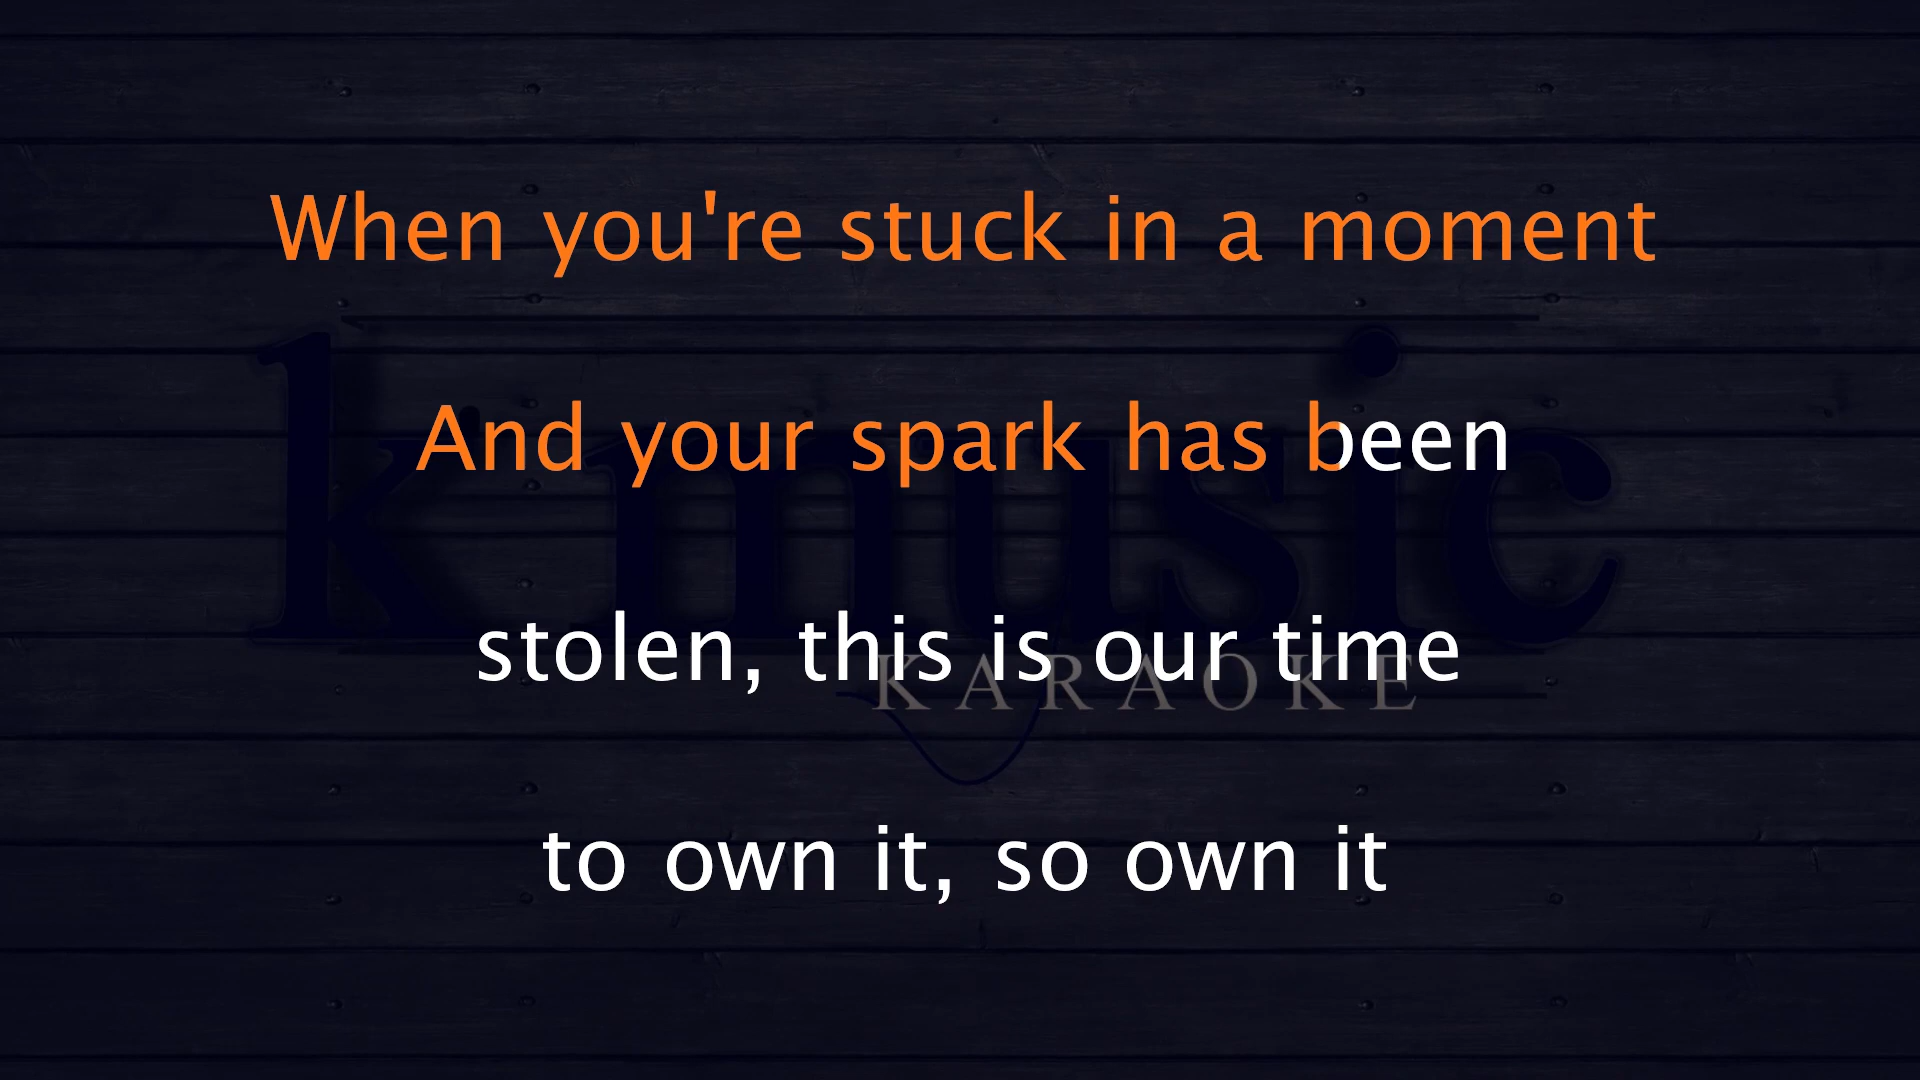 When you're stuck in a moment
And your spark has been
stolen, this is our time
to own it, so own it
k music
KARAOKE